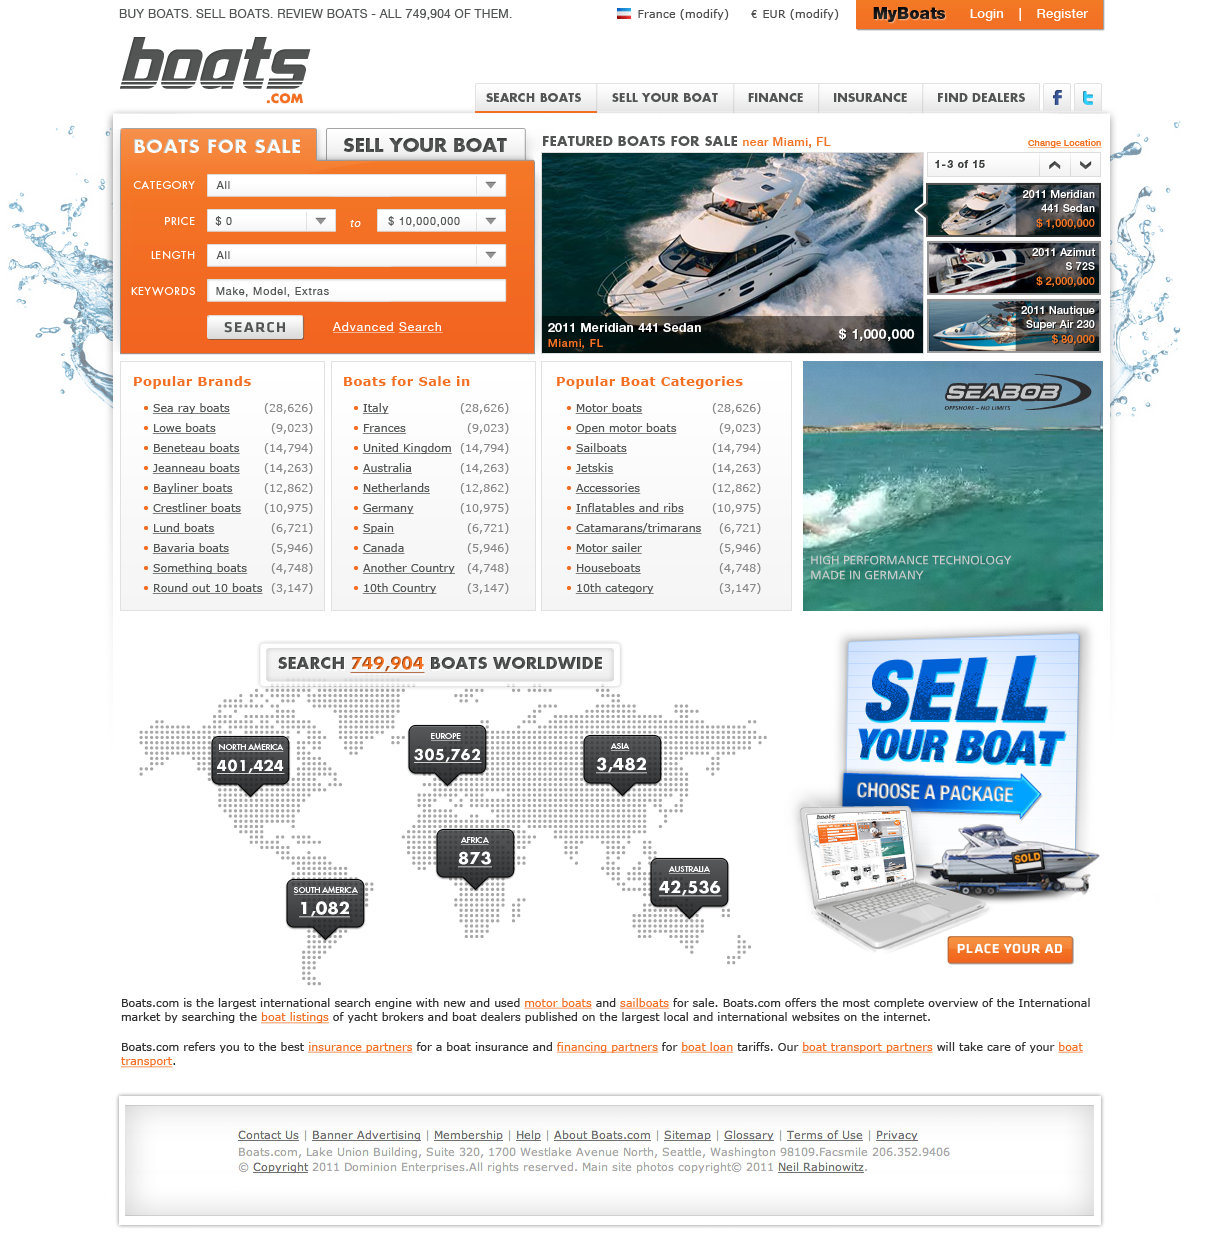 BUY BOATS. SELL BOATS. REVIEW BOATS - ALL 749,904 OF THEM.
France (modify)
€ EUR (modify)
MyBoats
Login | Register
boats
.COM
SEARCH BOATS
SELL YOUR BOAT
FINANCE
INSURANCE
FIND DEALERS
f
t
BOATS FOR SALE
SELL YOUR BOAT
CATEGORY
All
PRICE
$ 0
to
$ 10,000,000
LENGTH
All
KEYWORDS
Make, Model, Extras
SEARCH
Advanced Search
FEATURED BOATS FOR SALE near Miami, FL
Change Location
1-3 of 15
2011 Meridian 441 Sedan
Miami, FL
$ 1,000,000
2011 Meridian
441 Sedan
$ 1,000,000
2011 Azimut
S 72S
$ 2,000,000
2011 Nautique
Super Air 230
$ 80,000
Popular Brands
Sea ray boats (28,626)
Lowe boats (9,023)
Beneteau boats (14,794)
Jeanneau boats (14,263)
Bayliner boats (12,862)
Crestliner boats (10,975)
Lund boats (6,721)
Bavaria boats (5,946)
Something boats (4,748)
Round out 10 boats (3,147)
Boats for Sale in
Italy (28,626)
Frances (9,023)
United Kingdom (14,794)
Australia (14,263)
Netherlands (12,862)
Germany (10,975)
Spain (6,721)
Canada (5,946)
Another Country (4,748)
10th Country (3,147)
Popular Boat Categories
Motor boats (28,626)
Open motor boats (9,023)
Sailboats (14,794)
Jetskis (14,263)
Accessories (12,862)
Inflatables and ribs (10,975)
Catamarans/trimarans (6,721)
Motor sailer (5,946)
Houseboats (4,748)
10th category (3,147)
SEABOB
OFFSHORE - NO LIMITS
HIGH PERFORMANCE TECHNOLOGY
MADE IN GERMANY
SEARCH 749,904 BOATS WORLDWIDE
NORTH AMERICA
401,424
EUROPE
305,762
ASIA
3,482
AFRICA
873
SOUTH AMERICA
1,082
AUSTRALIA
42,536
SELL
YOUR BOAT
CHOOSE A PACKAGE
boats
SOLD
PLACE YOUR AD
Boats.com is the largest international search engine with new and used motor boats and sailboats for sale. Boats.com offers the most complete overview of the International
market by searching the boat listings of yacht brokers and boat dealers published on the largest local and international websites on the internet.
Boats.com refers you to the best insurance partners for a boat insurance and financing partners for boat loan tariffs. Our boat transport partners will take care of your boat
transport.
Contact Us | Banner Advertising | Membership | Help | About Boats.com | Sitemap | Glossary | Terms of Use | Privacy
Boats.com, Lake Union Building, Suite 320, 1700 Westlake Avenue North, Seattle, Washington 98109.Facsmile 206.352.9406
© Copyright 2011 Dominion Enterprises.All rights reserved. Main site photos copyright© 2011 Neil Rabinowitz.